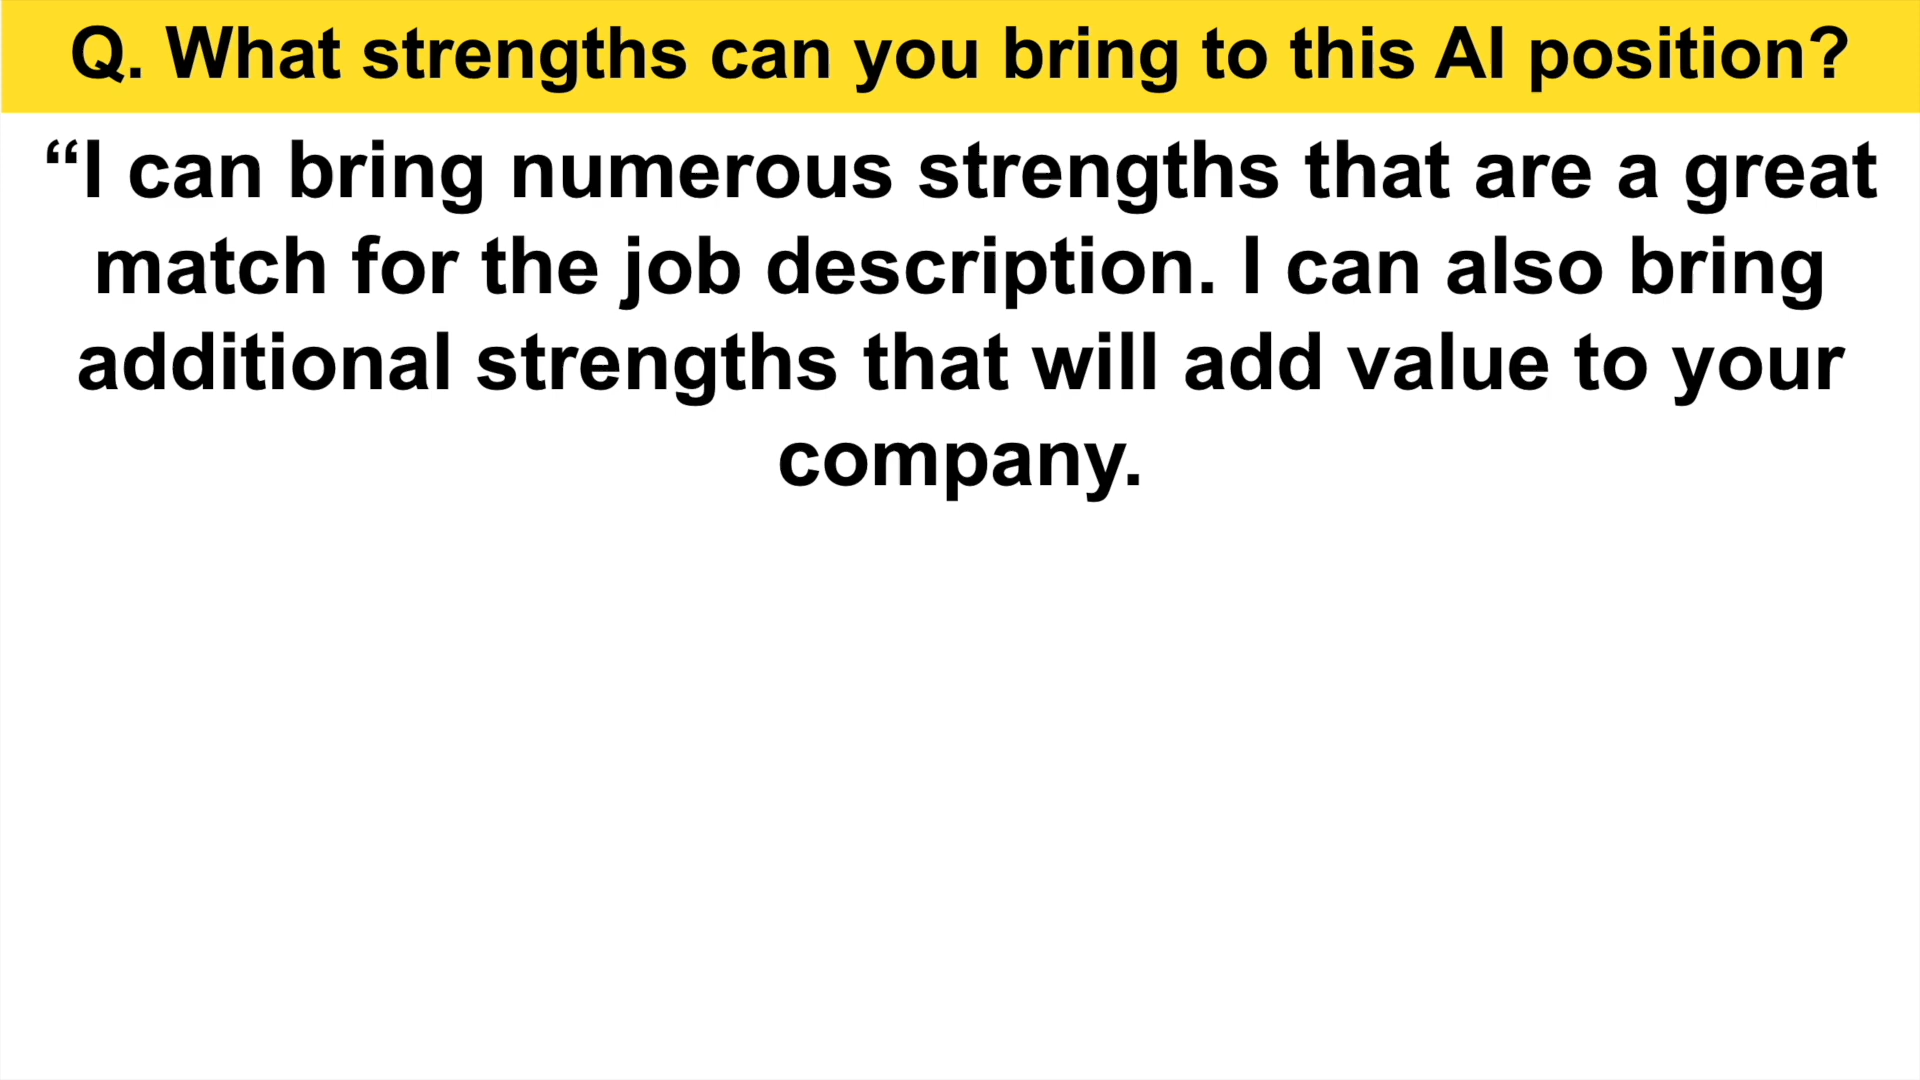 Q. What strengths can you bring to this AI position?
“I can bring numerous strengths that are a great
match for the job description. I can also bring
additional strengths that will add value to your
company.